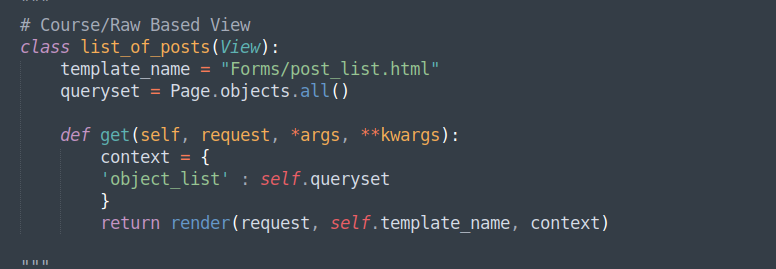 """
# Course/Raw Based View
class list_of_posts(View):
    template_name = "Forms/post_list.html"
    queryset = Page.objects.all()

    def get(self, request, *args, **kwargs):
        context = {
        'object_list' : self.queryset
        }
        return render(request, self.template_name, context)

"""